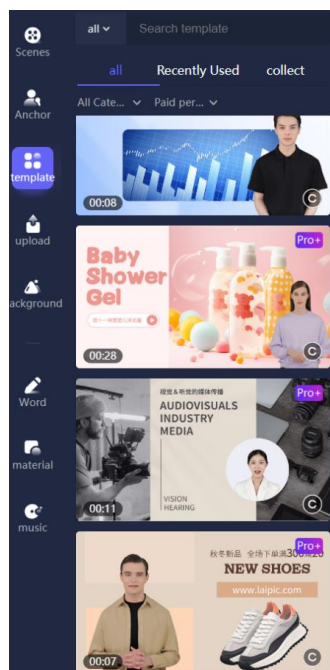 all
Search template
Scenes
all
Recently Used
collect
All Cate...
Paid per...
Anchor
template
00:08
C
upload
Pro+
Baby
Shower
Gel
00:28
C
ackground
Pro+
视觉&听觉的媒体传播
AUDIOVISUALS
INDUSTRY
MEDIA
VISION
HEARING
00:11
C
Word
material
music
Pro+
秋冬新品 全场下单满300
NEW SHOES
www.laipic.com
00:07
C